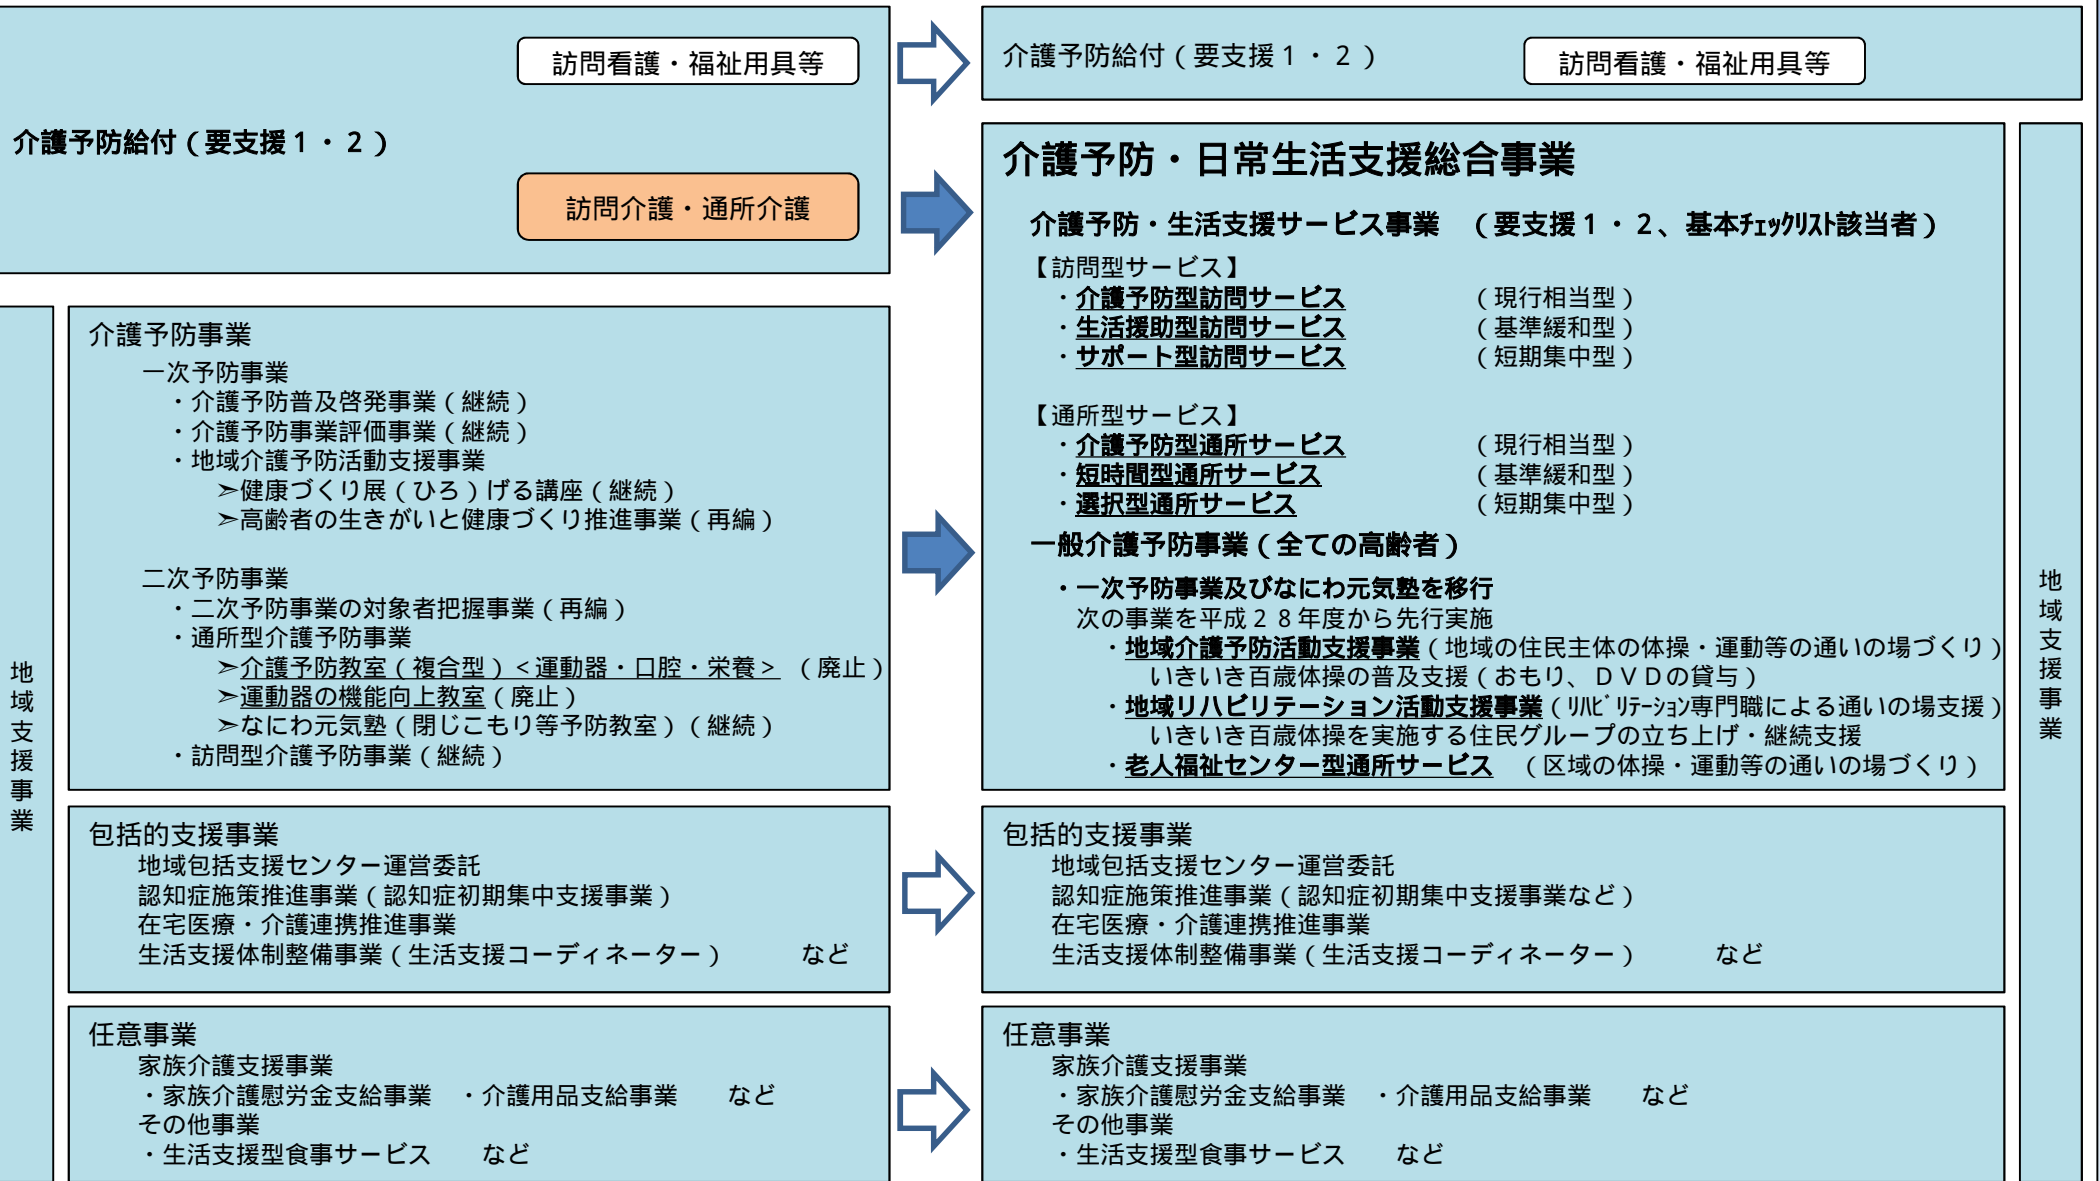 訪問看護・福祉用具等
介護予防給付（要支援１・２）
訪問介護・通所介護
地域支援事業
介護予防事業
一次予防事業
・介護予防普及啓発事業（継続）
・介護予防事業評価事業（継続）
・地域介護予防活動支援事業
➣健康づくり展（ひろ）げる講座（継続）
➣高齢者の生きがいと健康づくり推進事業（再編）
二次予防事業
・二次予防事業の対象者把握事業（再編）
・通所型介護予防事業
➣介護予防教室（複合型）＜運動器・口腔・栄養＞（廃止）
➣運動器の機能向上教室（廃止）
➣なにわ元気塾（閉じこもり等予防教室）（継続）
・訪問型介護予防事業（継続）
包括的支援事業
地域包括支援センター運営委託
認知症施策推進事業（認知症初期集中支援事業）
在宅医療・介護連携推進事業
生活支援体制整備事業（生活支援コーディネーター）　など
任意事業
家族介護支援事業
・家族介護慰労金支給事業　・介護用品支給事業　など
その他事業
・生活支援型食事サービス　など
介護予防給付（要支援１・２）
訪問看護・福祉用具等
介護予防・日常生活支援総合事業
介護予防・生活支援サービス事業　（要支援１・２、基本ﾁｪｯｸﾘｽﾄ該当者）
【訪問型サービス】
・介護予防型訪問サービス　（現行相当型）
・生活援助型訪問サービス　（基準緩和型）
・サポート型訪問サービス　（短期集中型）
【通所型サービス】
・介護予防型通所サービス　（現行相当型）
・短時間型通所サービス　（基準緩和型）
・選択型通所サービス　（短期集中型）
一般介護予防事業（全ての高齢者）
・一次予防事業及びなにわ元気塾を移行
次の事業を平成２８年度から先行実施
・地域介護予防活動支援事業（地域の住民主体の体操・運動等の通いの場づくり）
いきいき百歳体操の普及支援（おもり、ＤＶＤの貸与）
・地域リハビリテーション活動支援事業（ﾘﾊﾋﾞﾘﾃｰｼｮﾝ専門職による通いの場支援）
いきいき百歳体操を実施する住民グループの立ち上げ・継続支援
・老人福祉センター型通所サービス　（区域の体操・運動等の通いの場づくり）
包括的支援事業
地域包括支援センター運営委託
認知症施策推進事業（認知症初期集中支援事業など）
在宅医療・介護連携推進事業
生活支援体制整備事業（生活支援コーディネーター）　など
任意事業
家族介護支援事業
・家族介護慰労金支給事業　・介護用品支給事業　など
その他事業
・生活支援型食事サービス　など
地域支援事業